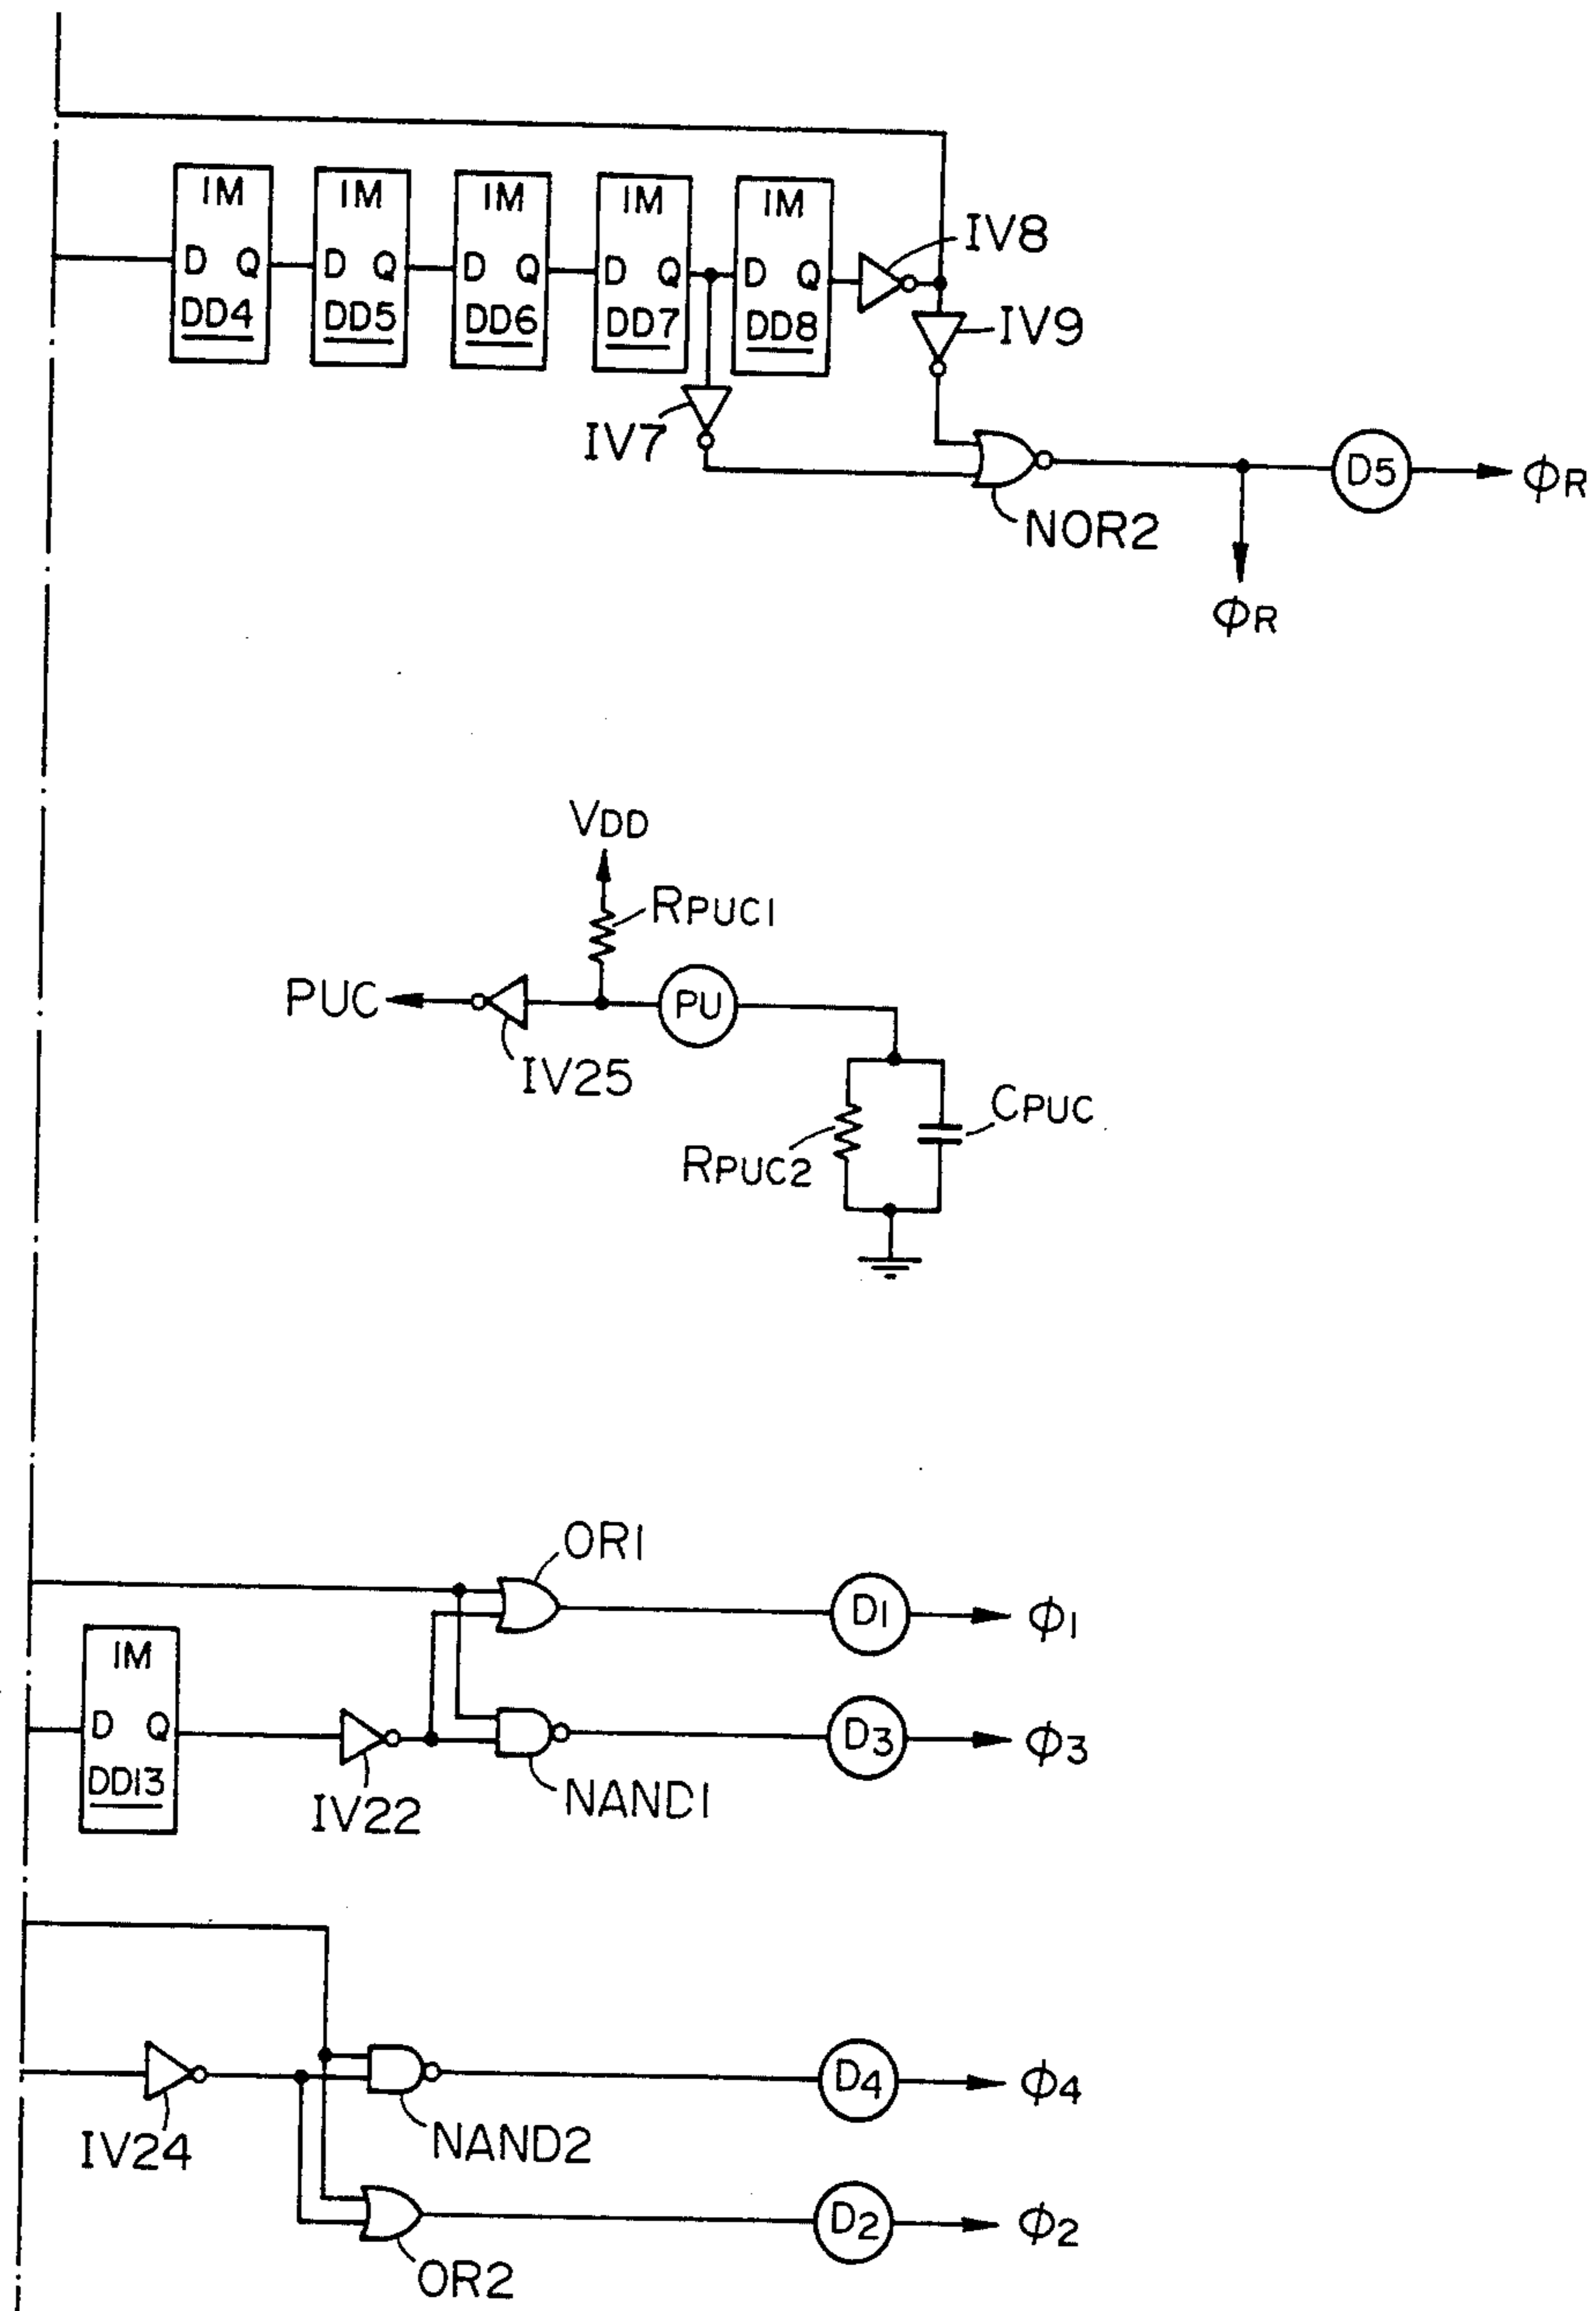 IM IM IM IM IM
IV8
D Q D Q D Q D Q D Q
DD4 DD5 DD6 DD7 DD8
IV9
IV7
D5 ϕR
NOR2
ϕR
VDD
RPUC1
PUC PU
IV25
CPUC
RPUC2
OR1
D1 ϕ1
IM
D Q
D3 ϕ3
DD13
IV22 NAND1
D4 ϕ4
IV24 NAND2
D2 ϕ2
OR2